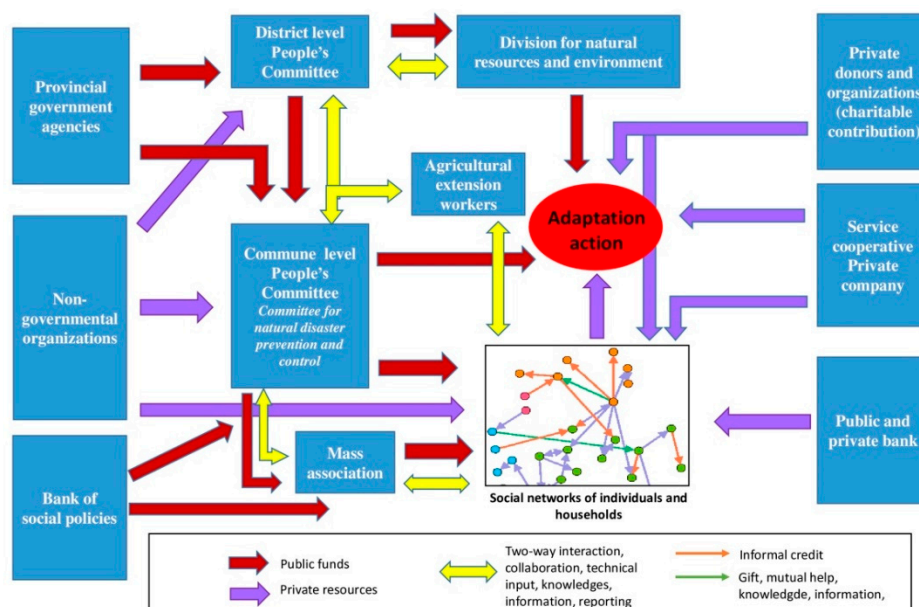 District level
People's
Committee
Division for natural
resources and environment
Private
donors and
organizations
(charitable
contribution)
Provincial
government
agencies
Agricultural
extension
workers
Adaptation
action
Service
cooperative
Private
company
Commune level
People's
Committee
Committee for
natural disaster
prevention and
control
Non-
governmental
organizations
Public and
private bank
Mass
association
Bank of
social policies
Social networks of individuals and
households
Public funds
Private resources
Two-way interaction,
collaboration, technical
input, knowledges,
information, reporting
Informal credit
Gift, mutual help,
knowledgde, information,